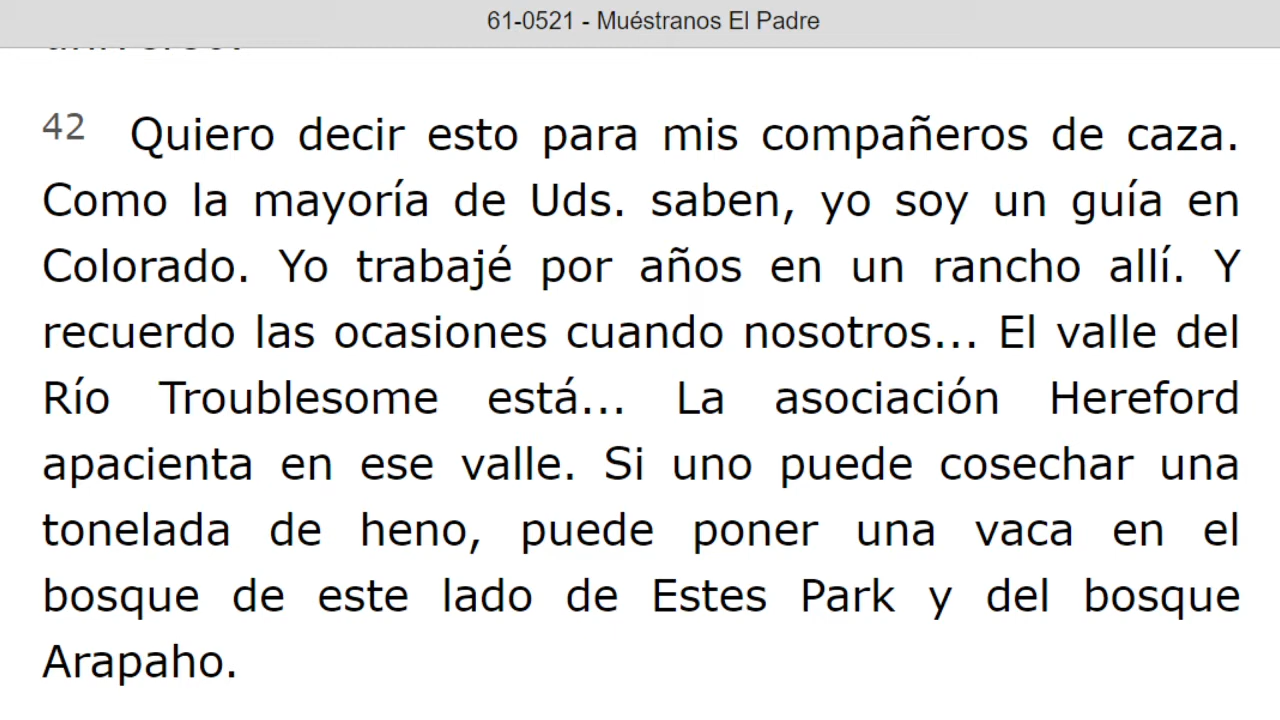 61-0521 - Muéstranos El Padre
42 Quiero decir esto para mis compañeros de caza.
Como la mayoría de Uds. saben, yo soy un guía en
Colorado. Yo trabajé por años en un rancho allí. Y
recuerdo las ocasiones cuando nosotros... El valle del
Río Troublesome está... La asociación Hereford
apacienta en ese valle. Si uno puede cosechar una
tonelada de heno, puede poner una vaca en el
bosque de este lado de Estes Park y del bosque
Arapaho.